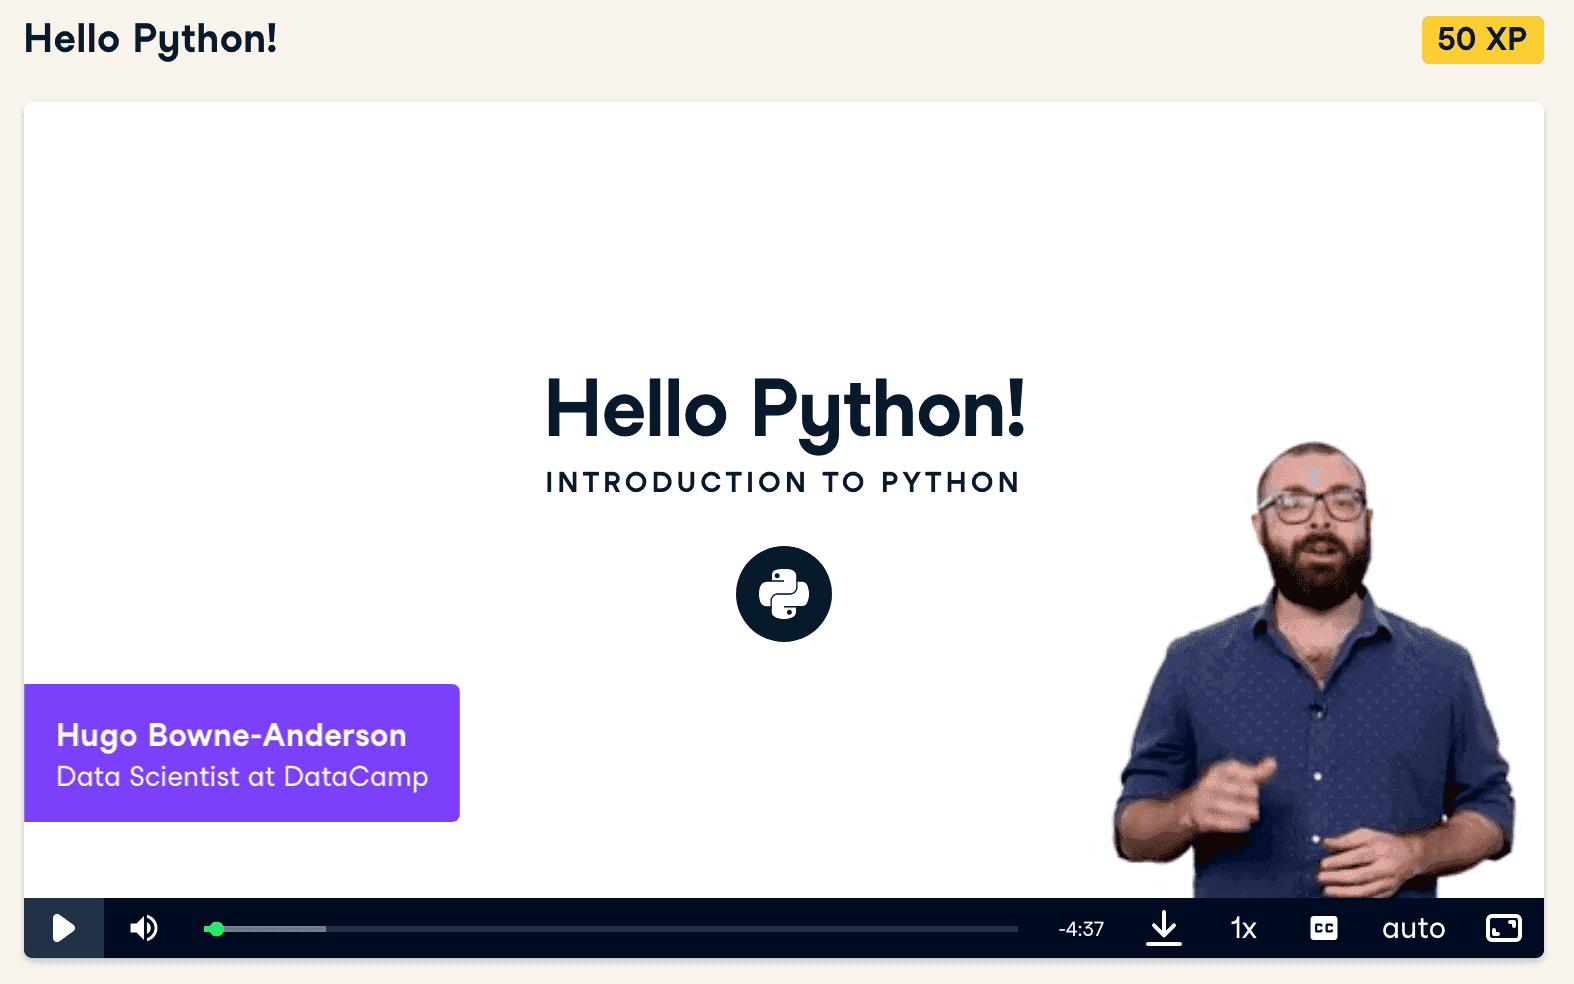 Hello Python!
50 XP
Hello Python!
INTRODUCTION TO PYTHON
Hugo Bowne-Anderson
Data Scientist at DataCamp
-4:37
1x
CC
auto